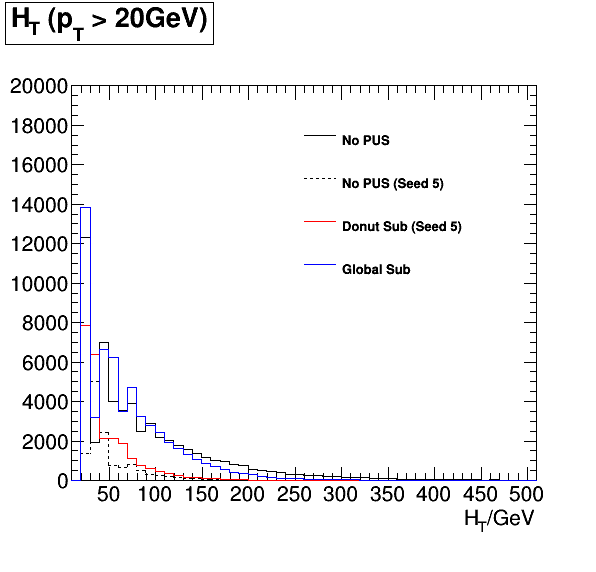 H_T (p_T > 20GeV)
20000
18000
16000
14000
12000
10000
8000
6000
4000
2000
0
No PUS
No PUS (Seed 5)
Donut Sub (Seed 5)
Global Sub
50 100 150 200 250 300 350 400 450 500
H_T/GeV